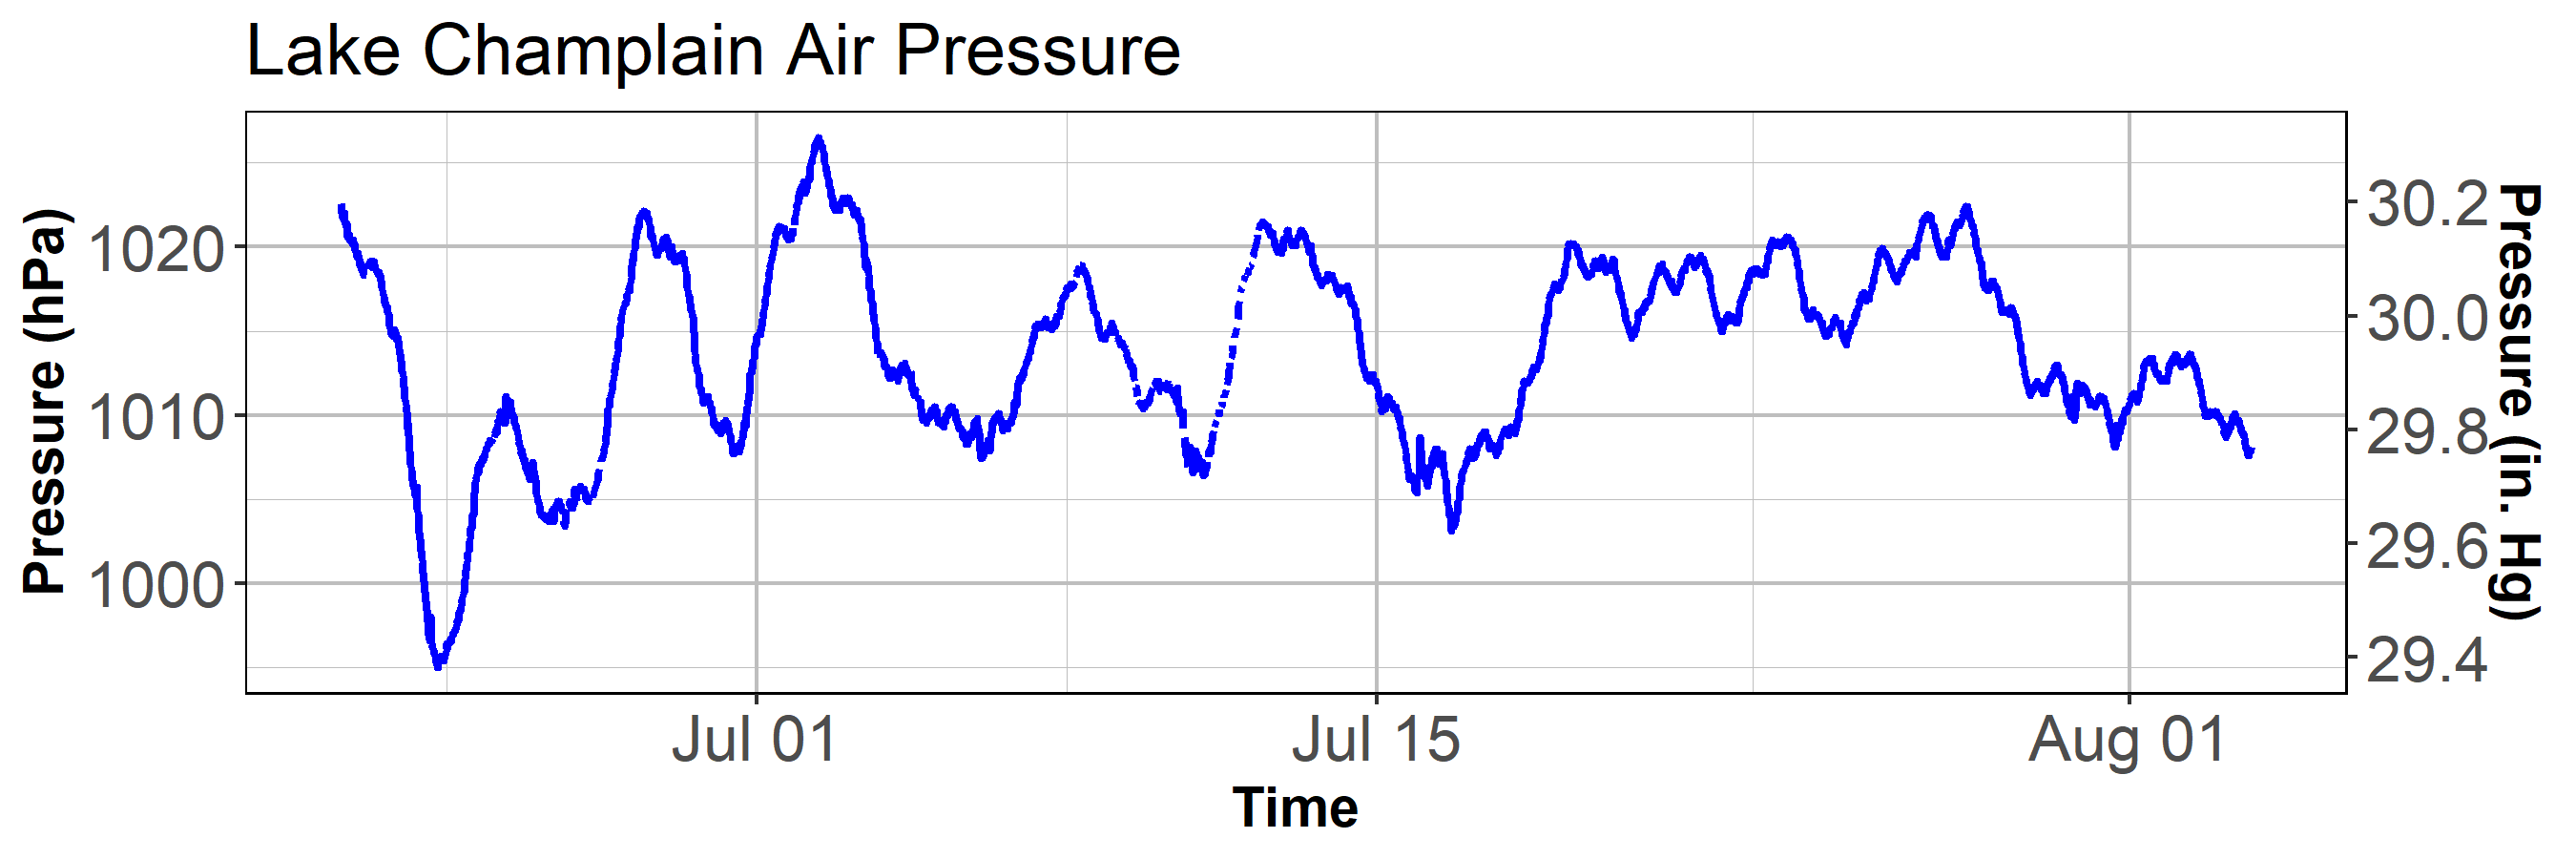 Lake Champlain Air Pressure
Pressure (hPa)
1020
1010
1000
30.2
30.0
29.8
29.6
29.4
Pressure (in. Hg)
Jul 01
Jul 15
Aug 01
Time